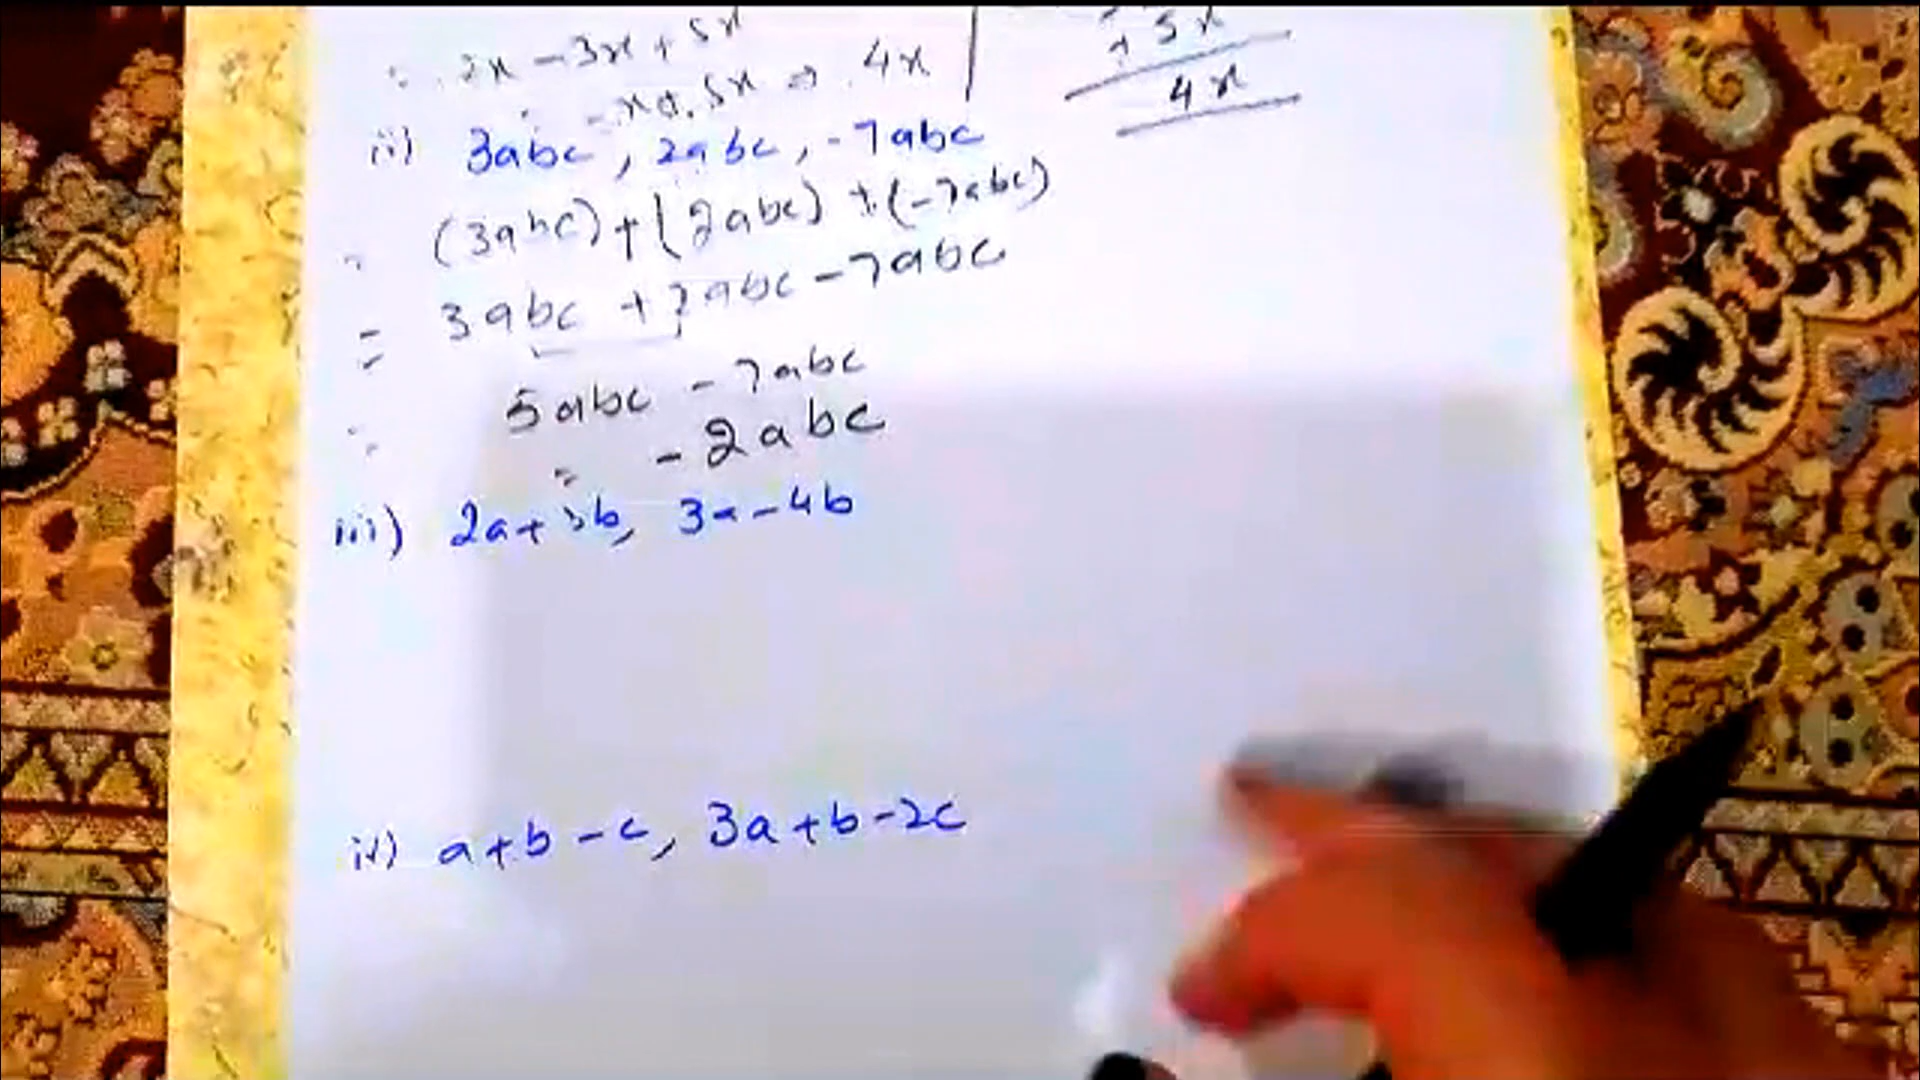 = 2x - 3x + 5x
= -x + 5x ⇒ 4x
+ 5x
4x
ii) 3abc, 2abc, -7abc
= (3abc) + (2abc) + (-7abc)
= 3abc + 2abc - 7abc
= 5abc - 7abc
= -2abc
iii) 2a+3b, 3a-4b
iv) a+b-c, 3a+b-2c